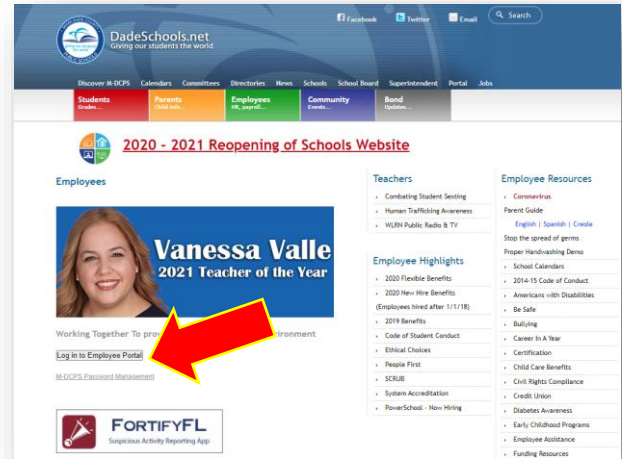 Facebook Twitter Email Search
DadeSchools.net
Giving our students the world
Discover M-DCPS Calendars Committees Directories News Schools School Board Superintendent Portal Jobs
Students
Grades...
Parents
Child info...
Employees
HR, payroll...
Community
Events...
Bond
Updates...
2020 - 2021 Reopening of Schools Website
Employees
Vanessa Valle
2021 Teacher of the Year
Working Together To
Log in to Employee Portal
M-DCPS Password Management
FORTIFYFL
Suspicious Activity Reporting App
Teachers
Combating Student Sexting
Human Trafficking Awareness
WLRN Public Radio & TV
Employee Highlights
2020 Flexible Benefits
2020 New Hire Benefits
(Employees hired after 1/1/18)
2019 Benefits
Code of Student Conduct
Ethical Choices
People First
SCRUB
System Accreditation
PowerSchool - Now Hiring
Employee Resources
Coronavirus
Parent Guide
English | Spanish | Creole
Stop the spread of germs
Proper Handwashing Demo
School Calendars
2014-15 Code of Conduct
Americans with Disabilities
Be Safe
Bullying
Career In A Year
Certification
Child Care Benefits
Civil Rights Compliance
Credit Union
Diabetes Awareness
Early Childhood Programs
Employee Assistance
Funding Resources